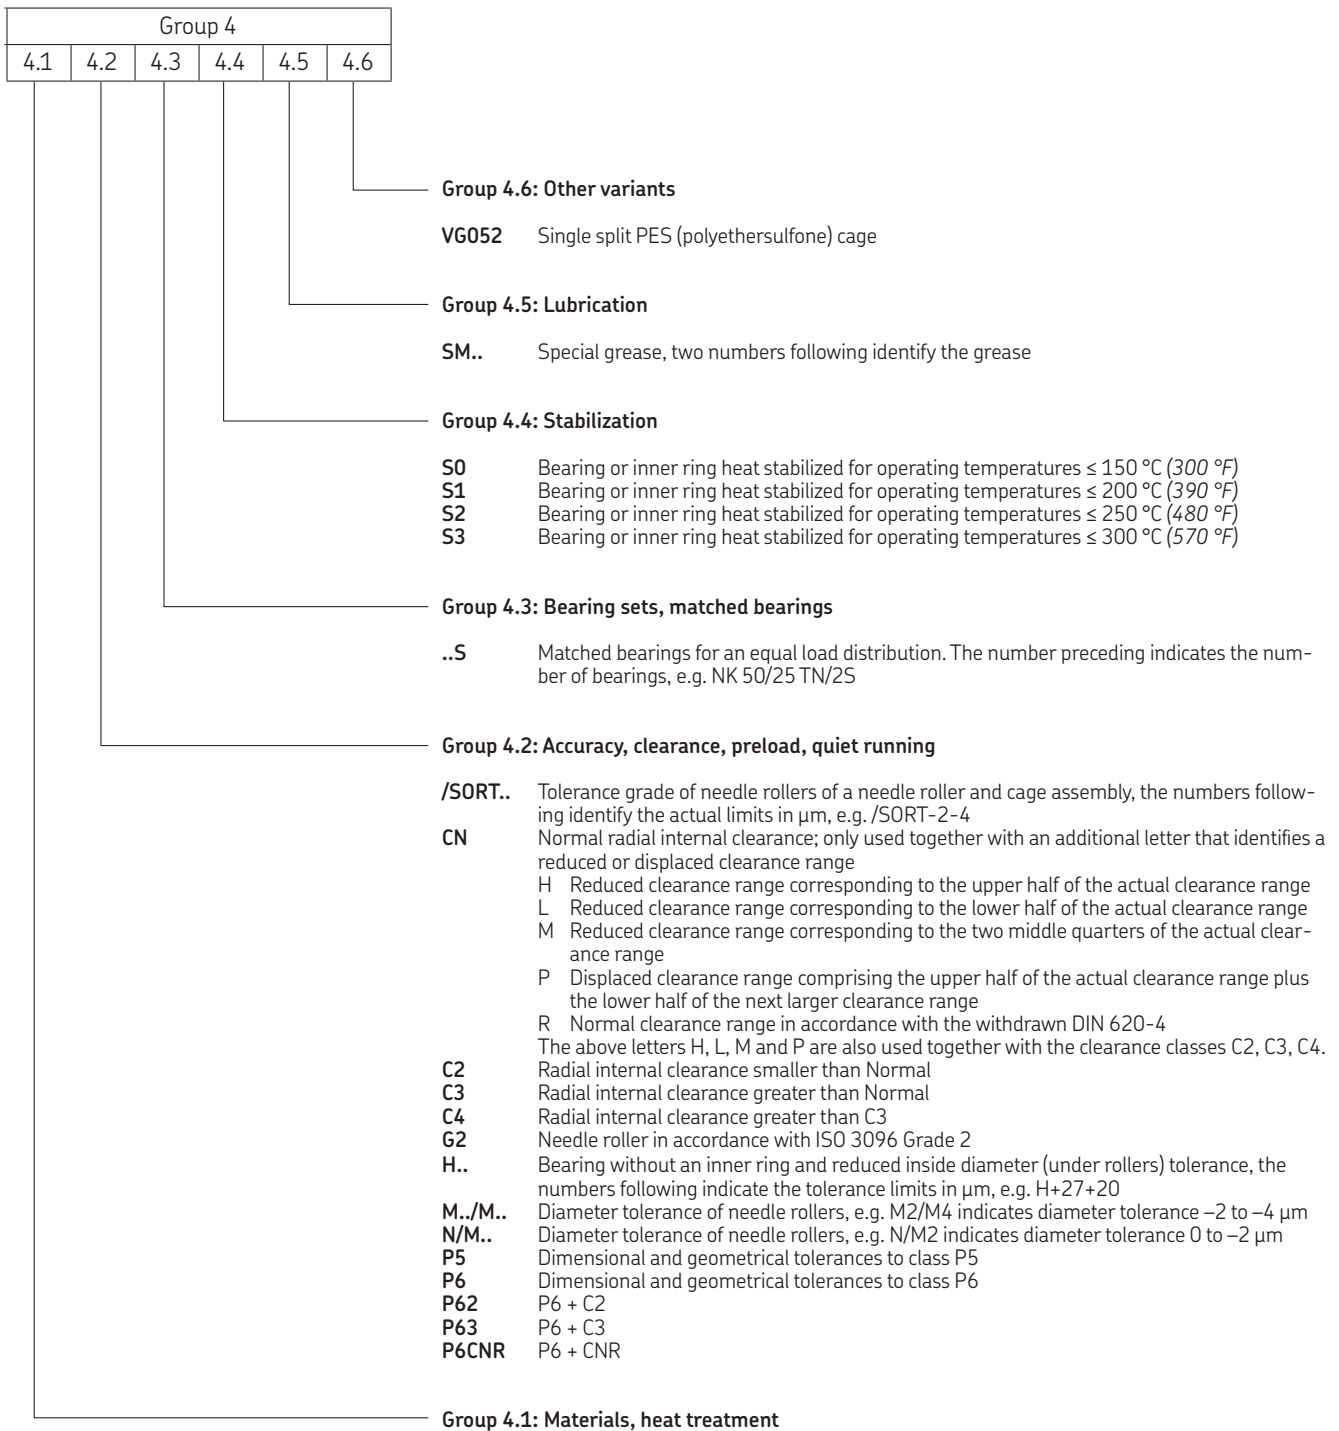 Group 4
4.1 4.2 4.3 4.4 4.5 4.6
Group 4.6: Other variants
VG052 Single split PES (polyethersulfone) cage
Group 4.5: Lubrication
SM.. Special grease, two numbers following identify the grease
Group 4.4: Stabilization
S0 Bearing or inner ring heat stabilized for operating temperatures ≤ 150 °C (300 °F)
S1 Bearing or inner ring heat stabilized for operating temperatures ≤ 200 °C (390 °F)
S2 Bearing or inner ring heat stabilized for operating temperatures ≤ 250 °C (480 °F)
S3 Bearing or inner ring heat stabilized for operating temperatures ≤ 300 °C (570 °F)
Group 4.3: Bearing sets, matched bearings
..S Matched bearings for an equal load distribution. The number preceding indicates the num-
ber of bearings, e.g. NK 50/25 TN/2S
Group 4.2: Accuracy, clearance, preload, quiet running
/SORT.. Tolerance grade of needle rollers of a needle roller and cage assembly, the numbers follow-
ing identify the actual limits in µm, e.g. /SORT-2-4
CN Normal radial internal clearance; only used together with an additional letter that identifies a
reduced or displaced clearance range
H Reduced clearance range corresponding to the upper half of the actual clearance range
L Reduced clearance range corresponding to the lower half of the actual clearance range
M Reduced clearance range corresponding to the two middle quarters of the actual clear-
ance range
P Displaced clearance range comprising the upper half of the actual clearance range plus
the lower half of the next larger clearance range
R Normal clearance range in accordance with the withdrawn DIN 620-4
The above letters H, L, M and P are also used together with the clearance classes C2, C3, C4.
C2 Radial internal clearance smaller than Normal
C3 Radial internal clearance greater than Normal
C4 Radial internal clearance greater than C3
G2 Needle roller in accordance with ISO 3096 Grade 2
H.. Bearing without an inner ring and reduced inside diameter (under rollers) tolerance, the
numbers following indicate the tolerance limits in µm, e.g. H+27+20
M../M.. Diameter tolerance of needle rollers, e.g. M2/M4 indicates diameter tolerance –2 to –4 µm
N/M.. Diameter tolerance of needle rollers, e.g. N/M2 indicates diameter tolerance 0 to –2 µm
P5 Dimensional and geometrical tolerances to class P5
P6 Dimensional and geometrical tolerances to class P6
P62 P6 + C2
P63 P6 + C3
P6CNR P6 + CNR
Group 4.1: Materials, heat treatment